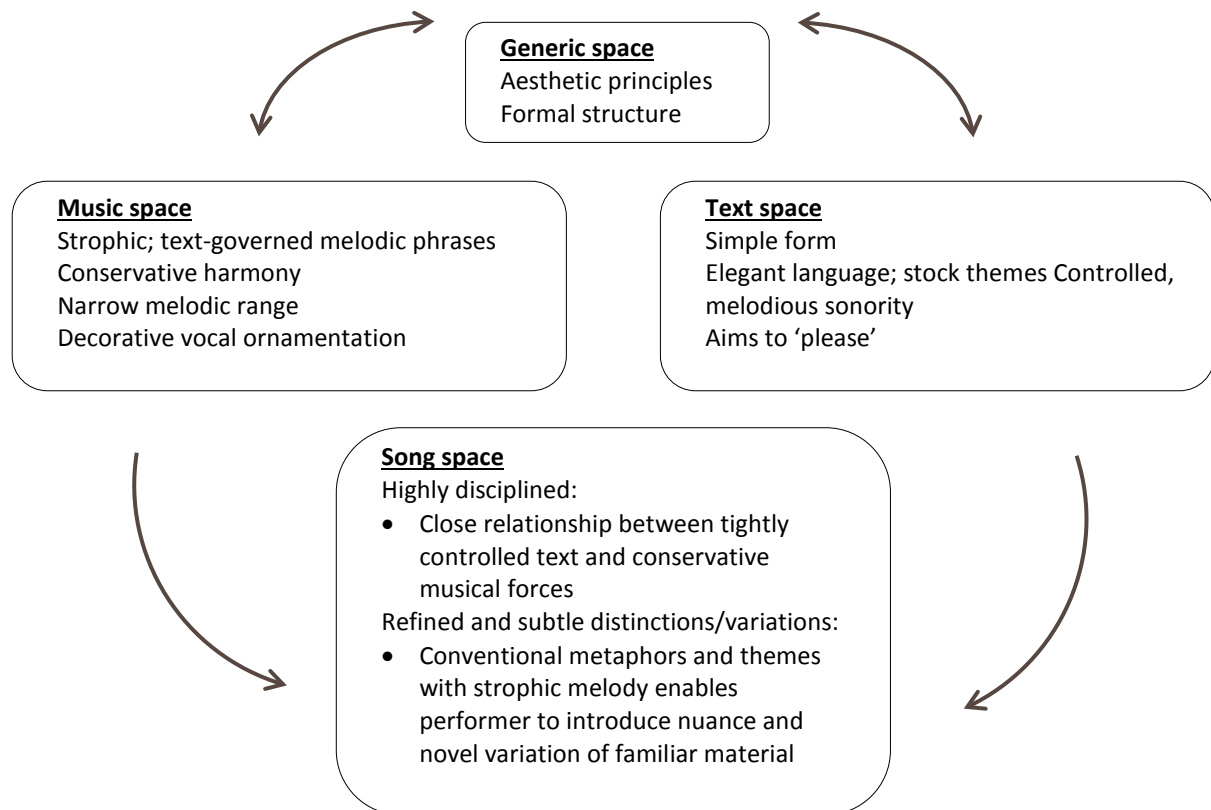 Generic space
Aesthetic principles
Formal structure
Music space
Strophic; text-governed melodic phrases
Conservative harmony
Narrow melodic range
Decorative vocal ornamentation
Text space
Simple form
Elegant language; stock themes Controlled,
melodious sonority
Aims to ‘please’
Song space
Highly disciplined:
• Close relationship between tightly
controlled text and conservative
musical forces
Refined and subtle distinctions/variations:
• Conventional metaphors and themes
with strophic melody enables
performer to introduce nuance and
novel variation of familiar material